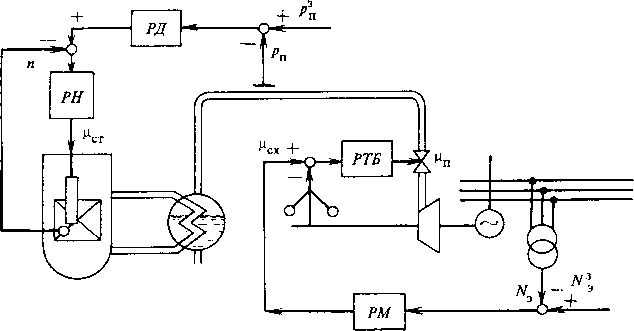 + РД + p_п^з
− − p_п
n
РН
μ_ст
μ_сх + РТБ μ_п
−
~
N_э − N_э^з
РМ +